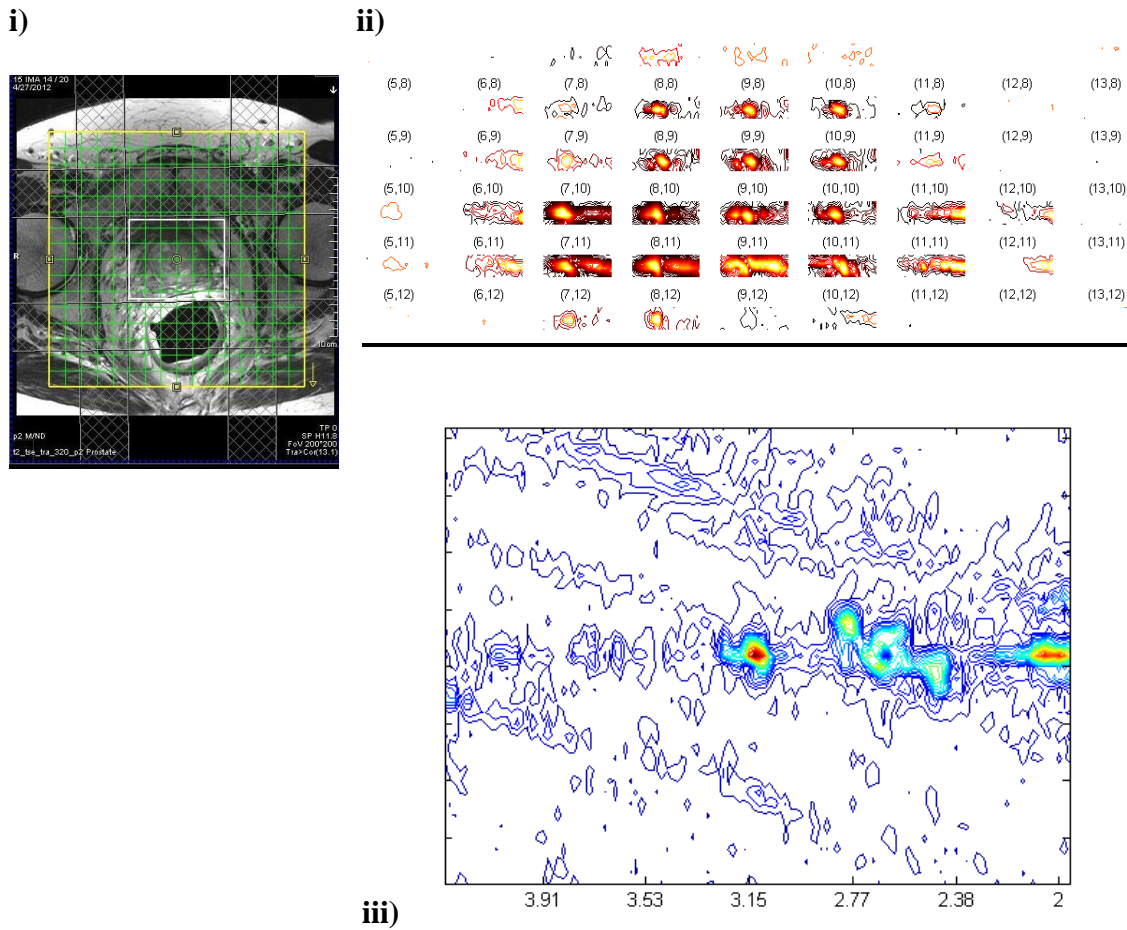 i)
ii)
15 IMA 14 / 20
4/27/2012
R
10 cm
TP 0
SP H11.8
FoV 200*200
Tra>Cor(13.1)
p2 M/ND
t2_tse_tra_320_p2 Prostate
(5,8) (6,8) (7,8) (8,8) (9,8) (10,8) (11,8) (12,8) (13,8)
(5,9) (6,9) (7,9) (8,9) (9,9) (10,9) (11,9) (12,9) (13,9)
(5,10) (6,10) (7,10) (8,10) (9,10) (10,10) (11,10) (12,10) (13,10)
(5,11) (6,11) (7,11) (8,11) (9,11) (10,11) (11,11) (12,11) (13,11)
(5,12) (6,12) (7,12) (8,12) (9,12) (10,12) (11,12) (12,12) (13,12)
3.91 3.53 3.15 2.77 2.38 2
iii)